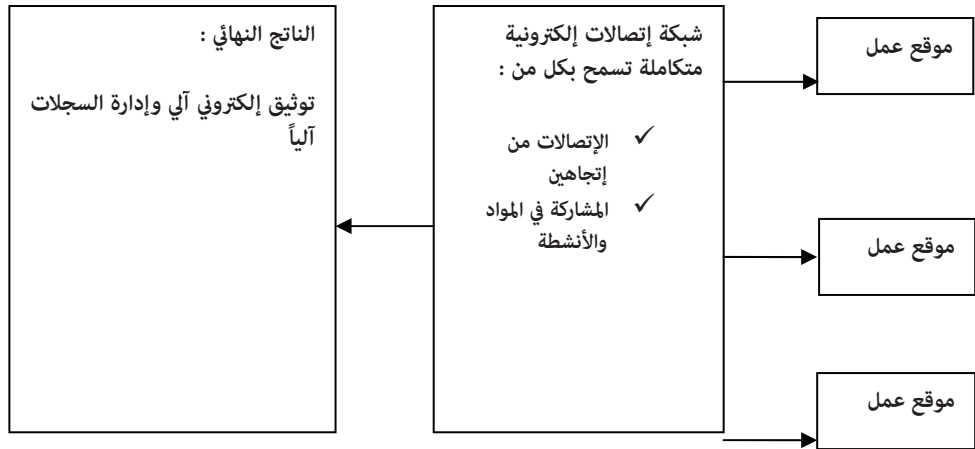 موقع عمل
شبكة إتصالات إلكترونية
متكاملة تسمح بكل من :
✓ الإتصالات من
إتجاهين
✓ المشاركة في المواد
والأنشطة
الناتج النهائي :
توثيق إلكتروني آلي وإدارة السجلات
آلياً
موقع عمل
موقع عمل